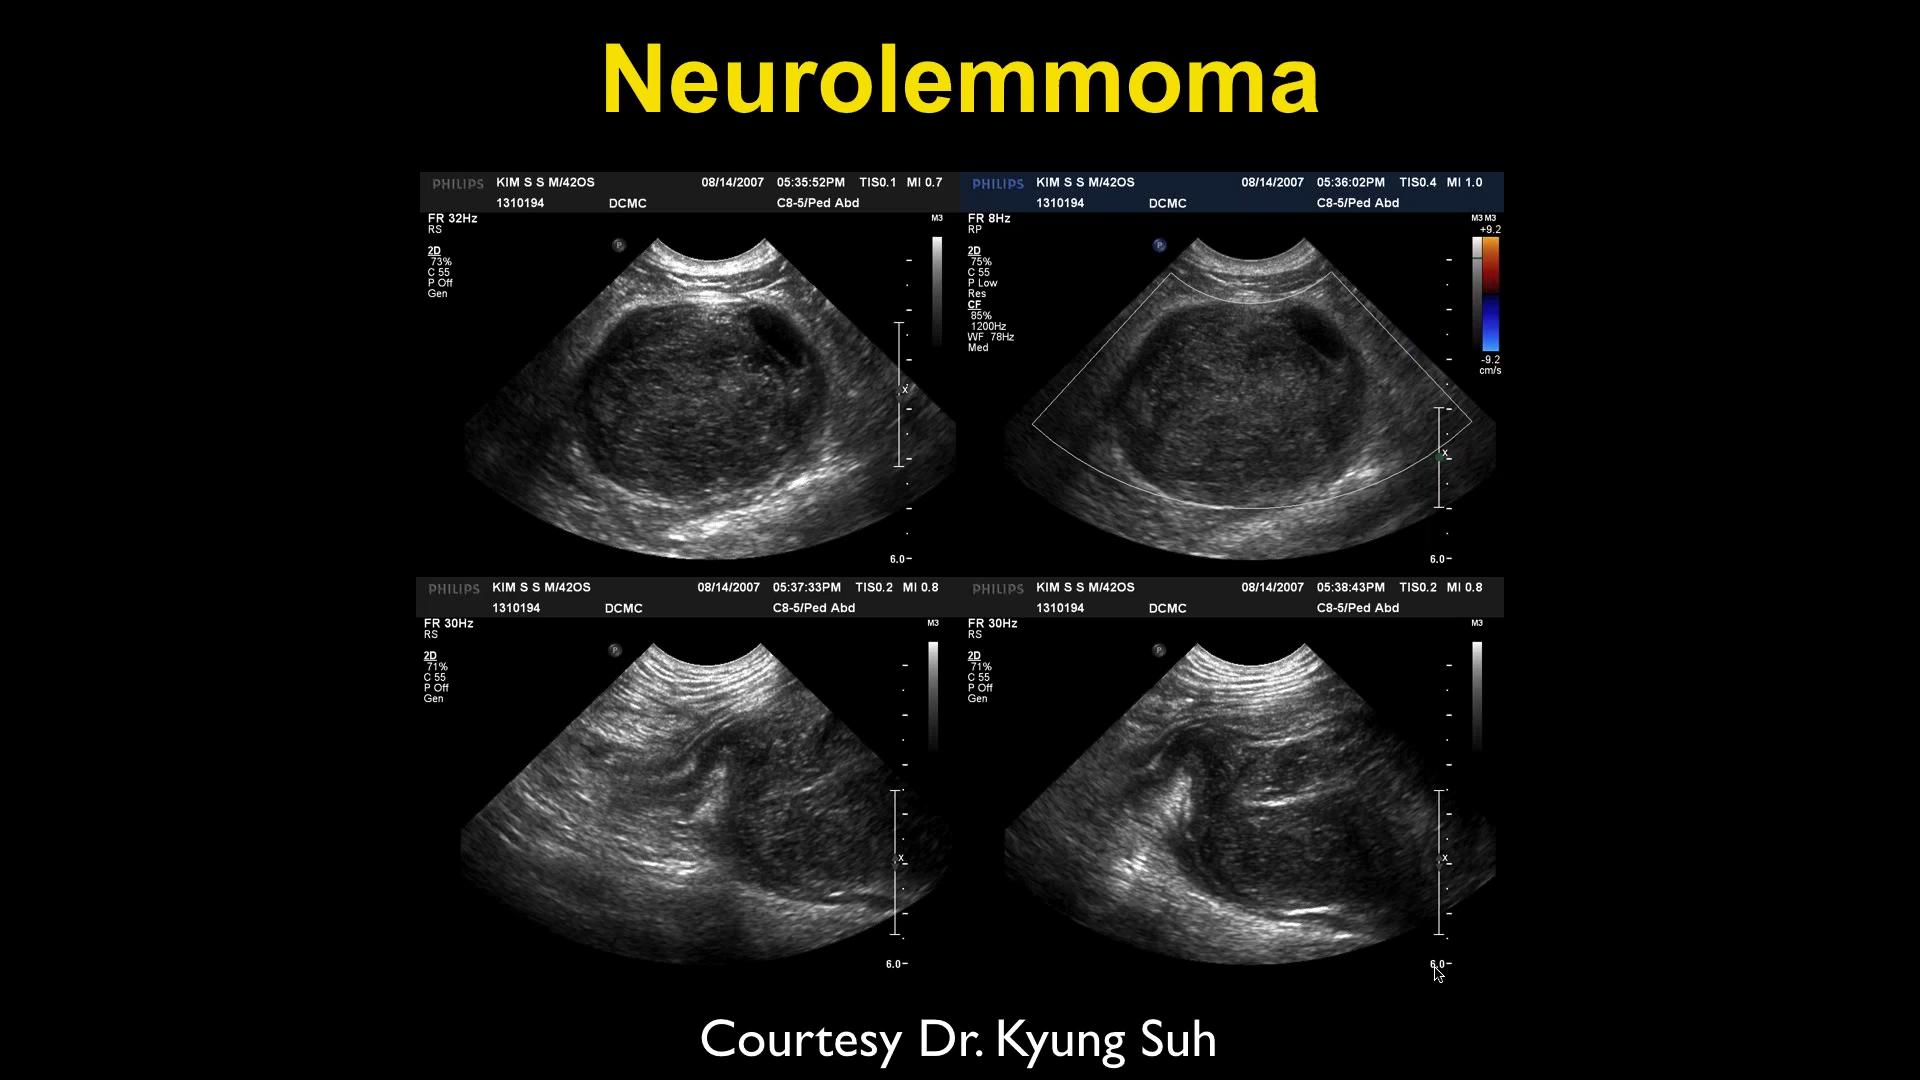 Neurolemmoma
PHILIPS KIM S S M/42OS 08/14/2007 05:35:52PM TIS0.1 MI 0.7
1310194 DCMC C8-5/Ped Abd
FR 32Hz M3
RS
P
2D
73%
C 55
P Off
Gen
x
6.0
PHILIPS KIM S S M/42OS 08/14/2007 05:36:02PM TIS0.4 MI 1.0
1310194 DCMC C8-5/Ped Abd
FR 8Hz M3 M3
RP +9.2
P
2D
75%
C 55
P Low
Res
CF
85%
1200Hz
WF 78Hz
Med
-9.2
cm/s
x
6.0
PHILIPS KIM S S M/42OS 08/14/2007 05:37:33PM TIS0.2 MI 0.8
1310194 DCMC C8-5/Ped Abd
FR 30Hz M3
RS
P
2D
71%
C 55
P Off
Gen
x
6.0
PHILIPS KIM S S M/42OS 08/14/2007 05:38:43PM TIS0.2 MI 0.8
1310194 DCMC C8-5/Ped Abd
FR 30Hz M3
RS
P
2D
71%
C 55
P Off
Gen
x
6.0
Courtesy Dr. Kyung Suh